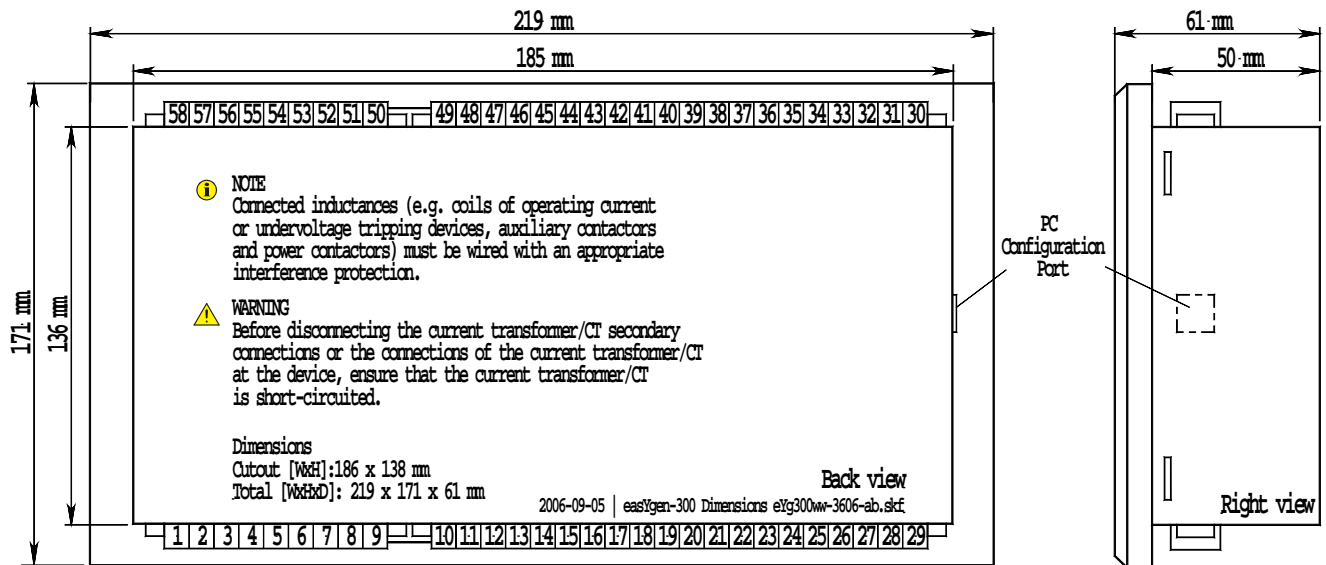 219 mm
61 mm
185 mm
50 mm
58 57 56 55 54 53 52 51 50 49 48 47 46 45 44 43 42 41 40 39 38 37 36 35 34 33 32 31 30
171 mm
136 mm
NOTE
Connected inductances (e.g. coils of operating current
or undervoltage tripping devices, auxiliary contactors
and power contactors) must be wired with an appropriate
interference protection.
PC
Configuration
Port
WARNING
Before disconnecting the current transformer/CT secondary
connections or the connections of the current transformer/CT
at the device, ensure that the current transformer/CT
is short-circuited.
Dimensions
Cutout [WxH]:186 x 138 mm
Total [WxHxD]: 219 x 171 x 61 mm
Back view
2006-09-05 | easYgen-300 Dimensions eYg300ww-3606-ab.skf
Right view
1 2 3 4 5 6 7 8 9 10 11 12 13 14 15 16 17 18 19 20 21 22 23 24 25 26 27 28 29